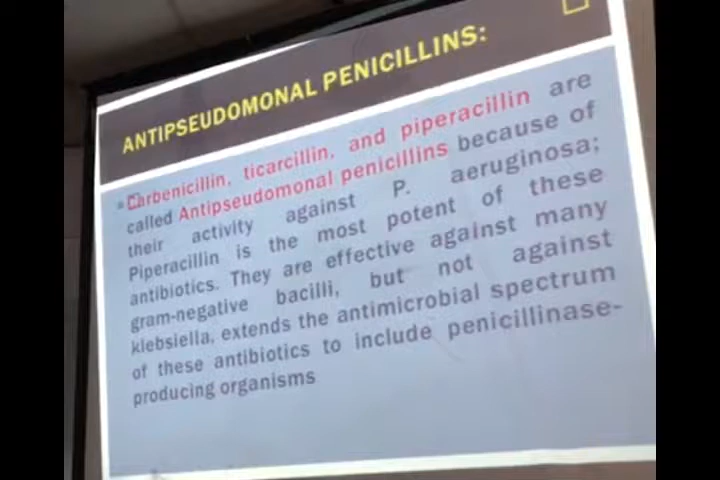 ANTIPSEUDOMONAL PENICILLINS:
Carbenicillin, ticarcillin, and piperacillin are
called Antipseudomonal penicillins because of
their activity against P. aeruginosa;
Piperacillin is the most potent of these
antibiotics. They are effective against many
gram-negative bacilli, but not against
klebsiella, extends the antimicrobial spectrum
of these antibiotics to include penicillinase-
producing organisms